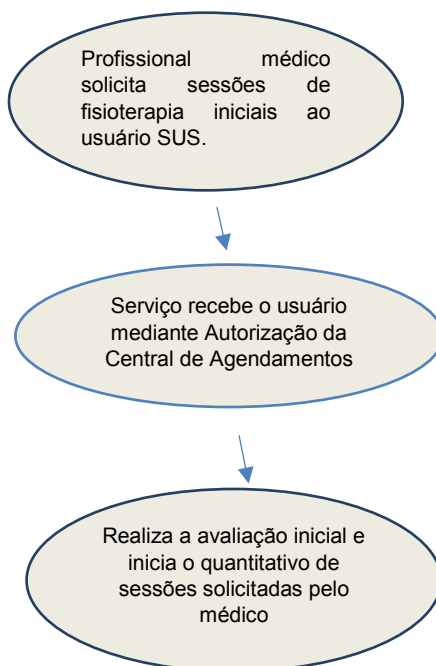 Profissional médico
solicita sessões de
fisioterapia iniciais ao
usuário SUS.
Serviço recebe o usuário
mediante Autorização da
Central de Agendamentos
Realiza a avaliação inicial e
inicia o quantitativo de
sessões solicitadas pelo
médico